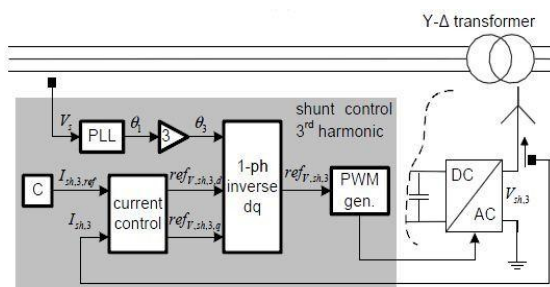 Y-Δ transformer
shunt control
3rd harmonic
Vs
PLL
θ1
3
θ3
1-ph
inverse
dq
C
Ish,3,ref
current
control
refV,sh,3,d
refV,sh,3
PWM
gen.
DC
AC
Vsh,3
Ish,3
refV,sh,3,q